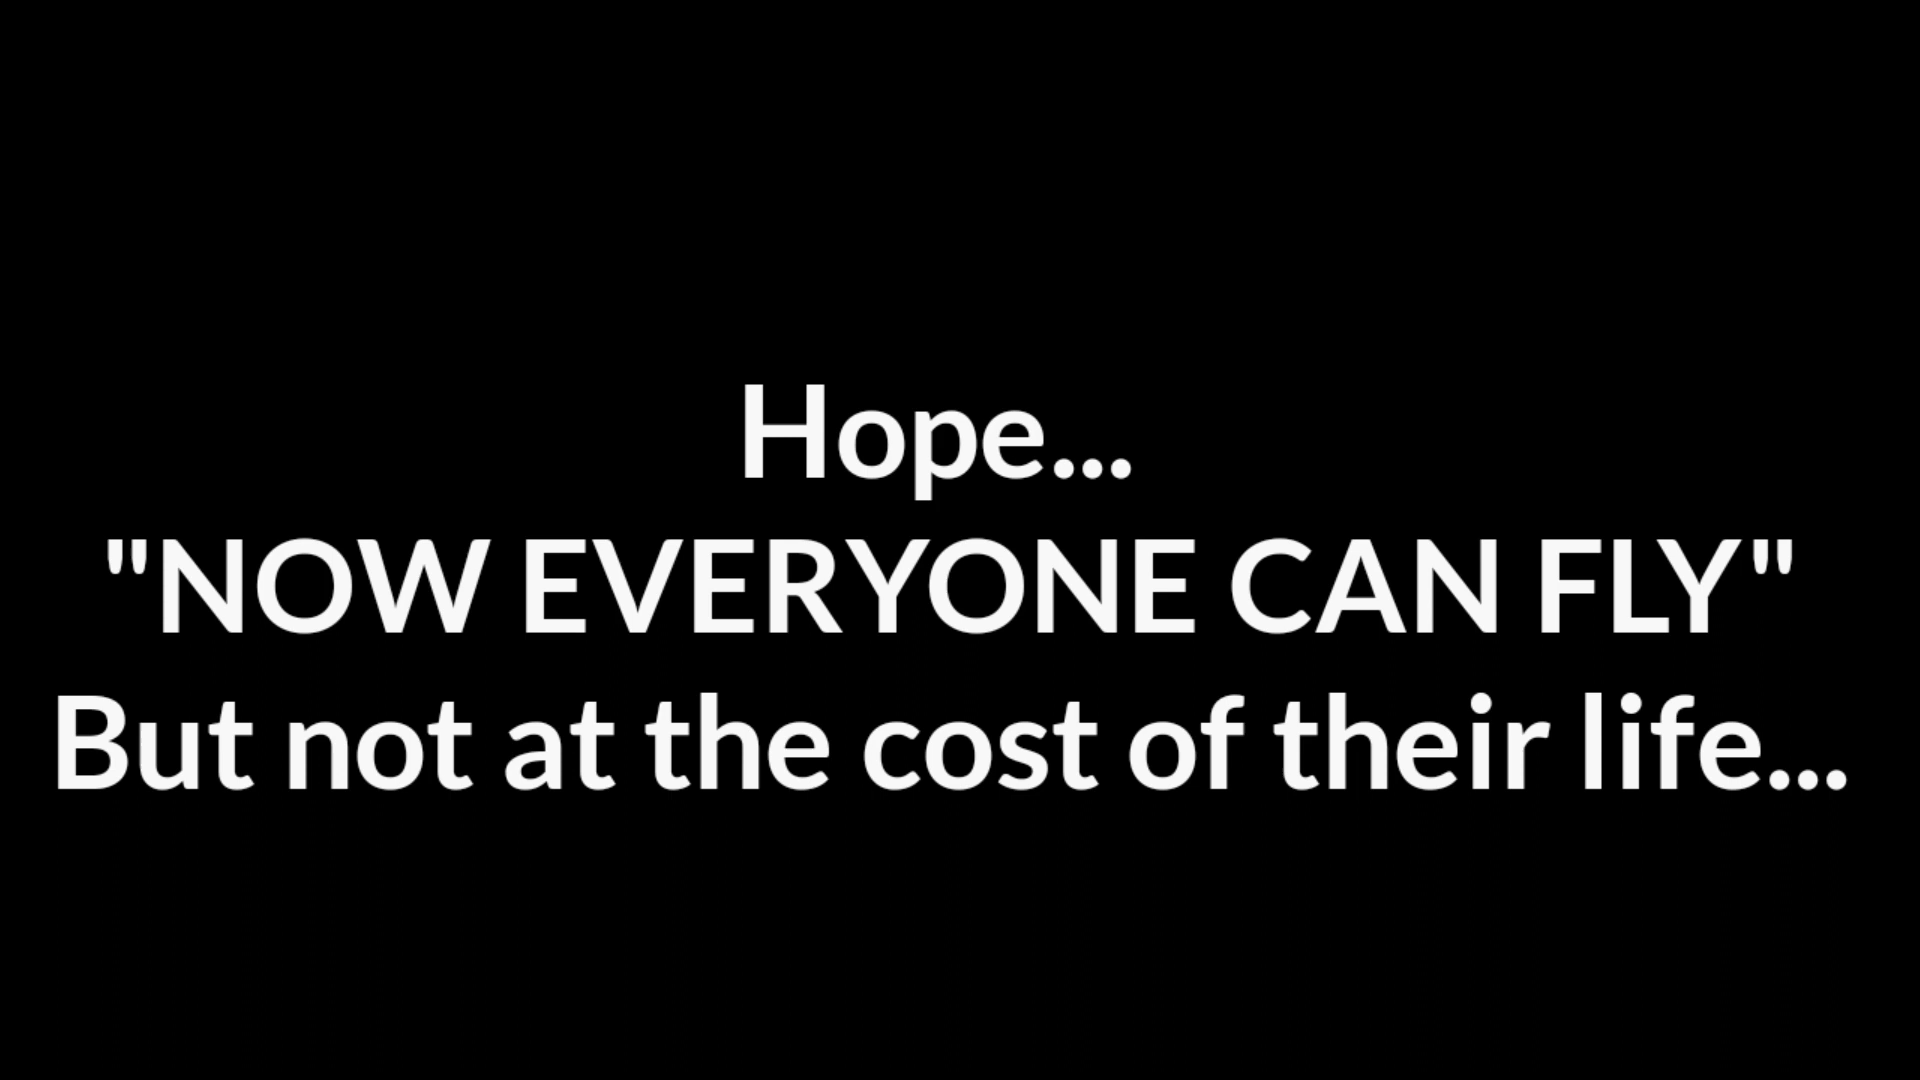 Hope...
"NOW EVERYONE CAN FLY"
But not at the cost of their life...